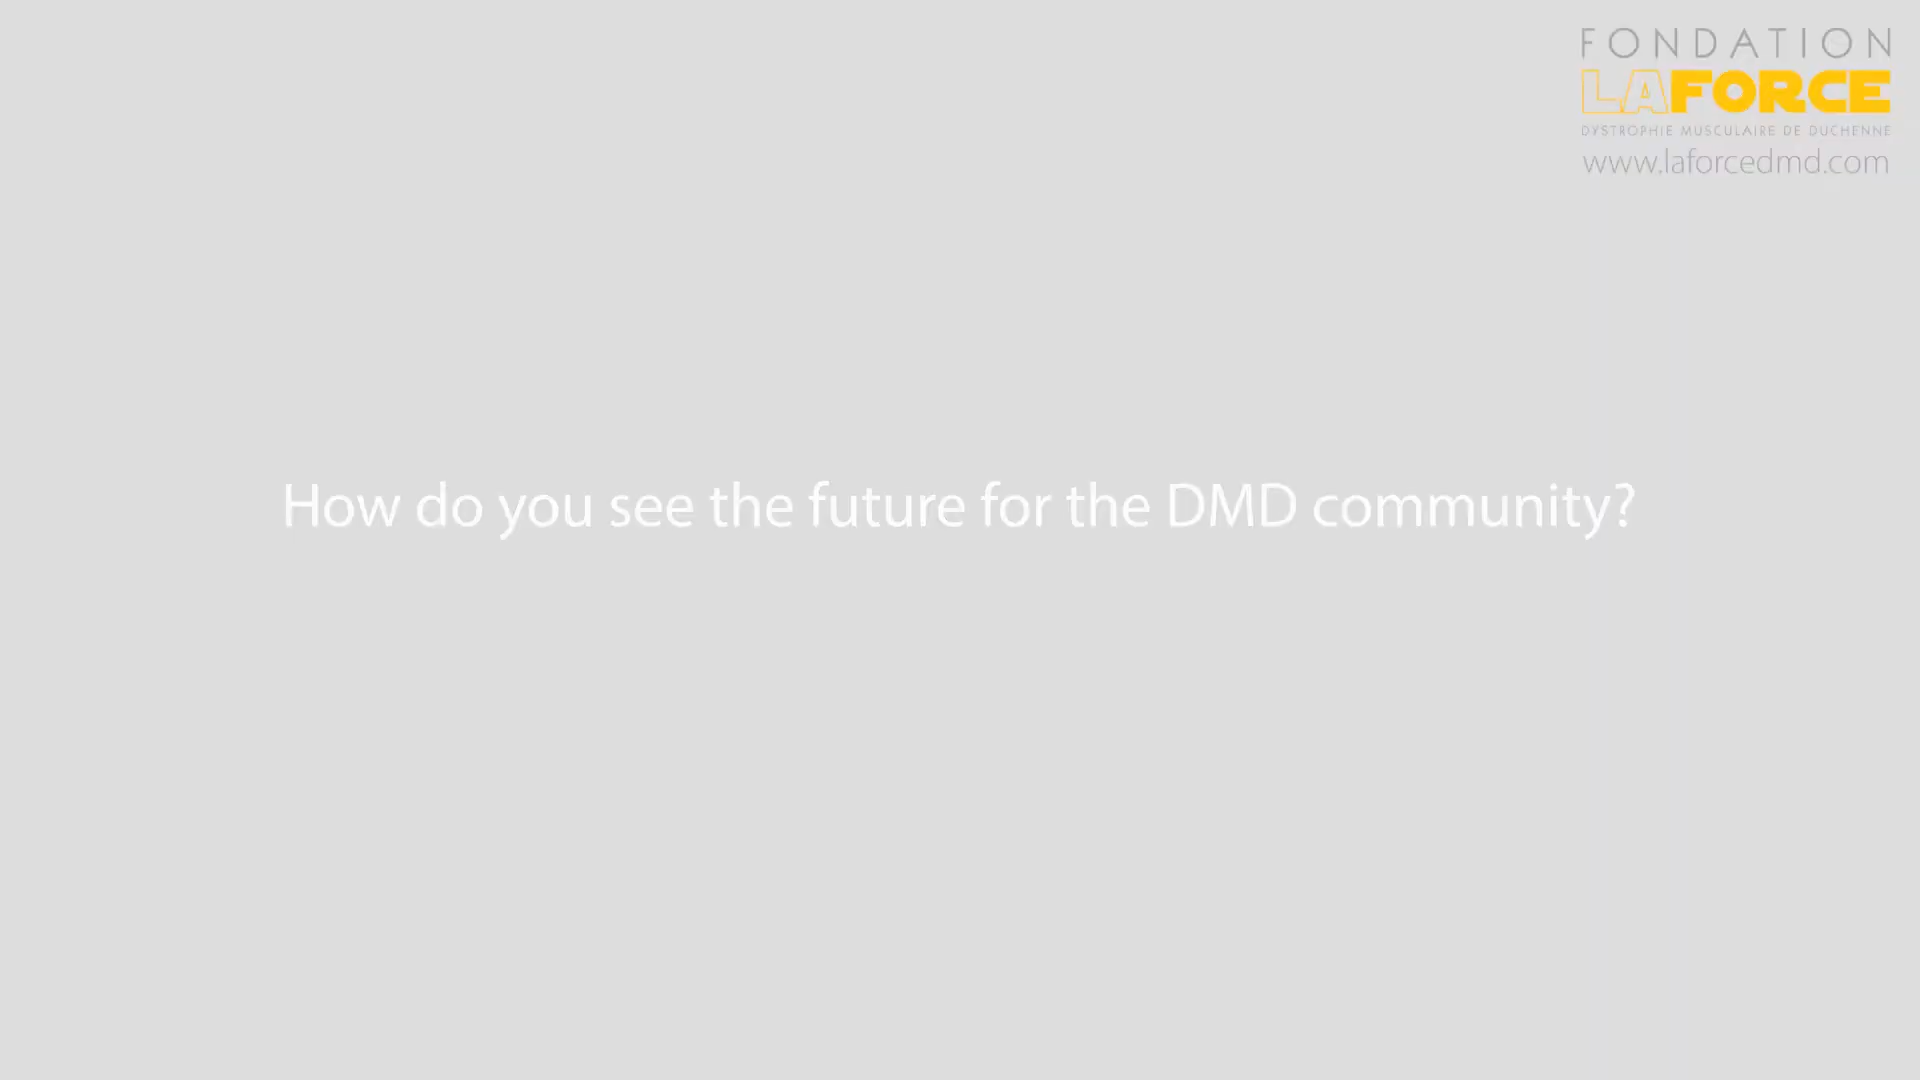 FONDATION
LAFORCE
DYSTROPHIE MUSCULAIRE DE DUCHENNE
www.laforcedmd.com
How do you see the future for the DMD community?